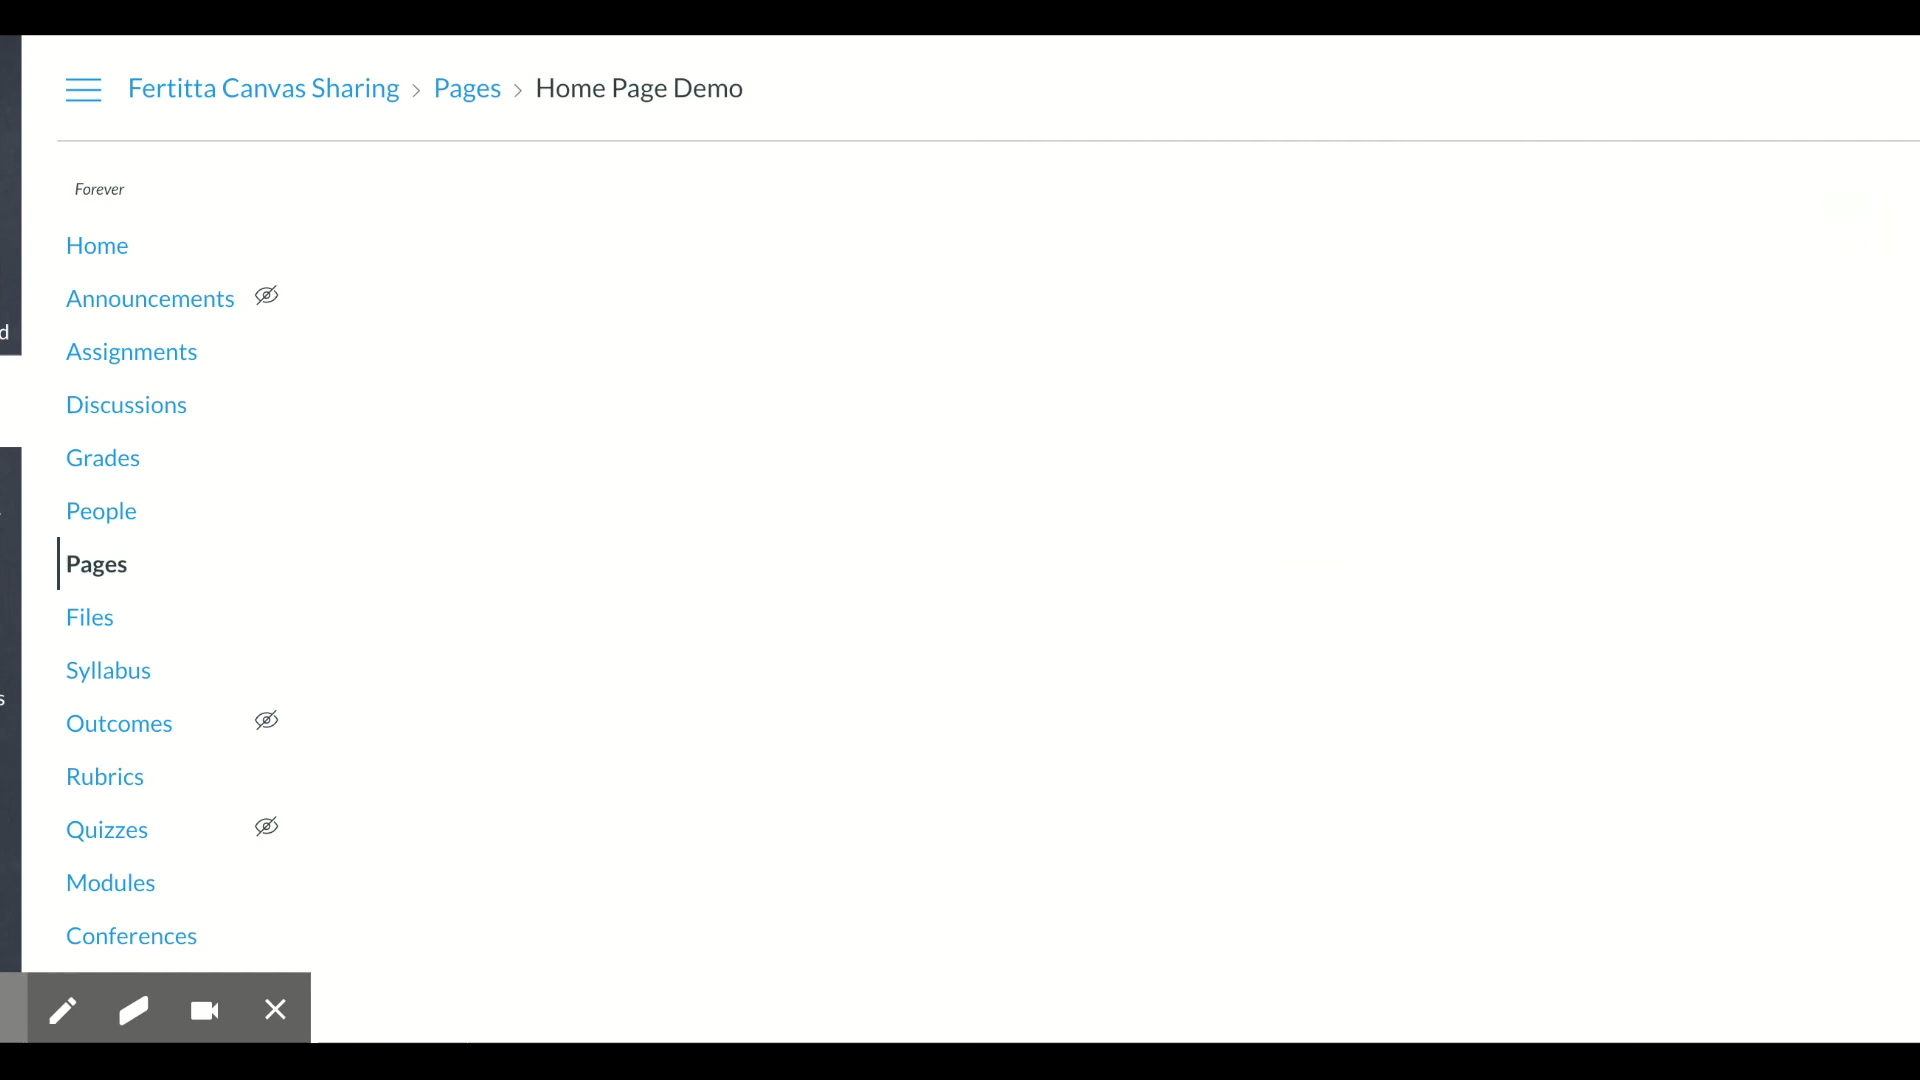 Fertitta Canvas Sharing > Pages > Home Page Demo
Forever
Home
Announcements
d
Assignments
Discussions
Grades
People
Pages
Files
Syllabus
s
Outcomes
Rubrics
Quizzes
Modules
Conferences